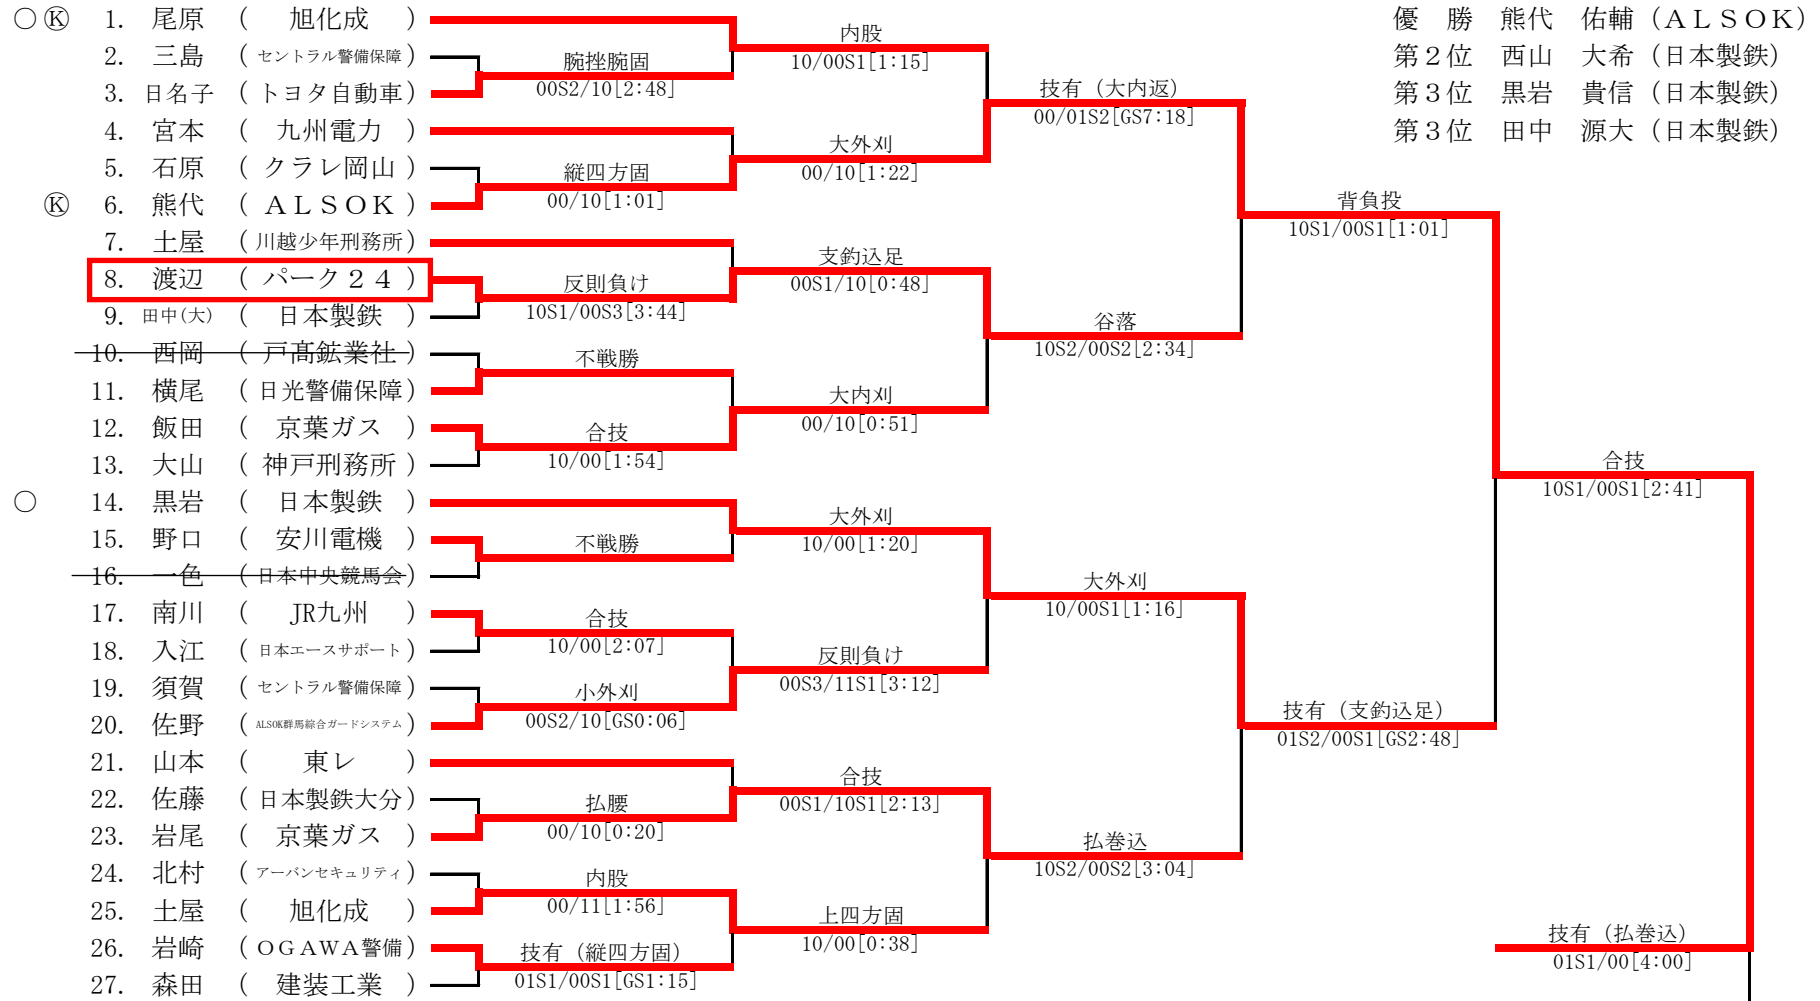 優　勝　熊代　佑輔（ＡＬＳＯＫ）
第２位　西山　大希（日本製鉄）
第３位　黒岩　貴信（日本製鉄）
第３位　田中　源大（日本製鉄）
○ Ⓚ 1. 尾原 （ 旭化成 ）
2. 三島 （ セントラル警備保障 ）
3. 日名子 （ トヨタ自動車 ）
4. 宮本 （ 九州電力 ）
5. 石原 （ クラレ岡山 ）
Ⓚ 6. 熊代 （ ＡＬＳＯＫ ）
7. 土屋 （ 川越少年刑務所 ）
8. 渡辺 （ パーク２４ ）
9. 田中(大) （ 日本製鉄 ）
10. 西岡 （ 戸髙鉱業社 ）
11. 横尾 （ 日光警備保障 ）
12. 飯田 （ 京葉ガス ）
13. 大山 （ 神戸刑務所 ）
○ 14. 黒岩 （ 日本製鉄 ）
15. 野口 （ 安川電機 ）
16. 一色 （ 日本中央競馬会 ）
17. 南川 （ JR九州 ）
18. 入江 （ 日本エースサポート ）
19. 須賀 （ セントラル警備保障 ）
20. 佐野 （ ALSOK群馬綜合ガードシステム ）
21. 山本 （ 東レ ）
22. 佐藤 （ 日本製鉄大分 ）
23. 岩尾 （ 京葉ガス ）
24. 北村 （ アーバンセキュリティ ）
25. 土屋 （ 旭化成 ）
26. 岩崎 （ ＯＧＡＷＡ警備 ）
27. 森田 （ 建装工業 ）
腕挫腕固
00S2/10[2:48]
縦四方固
00/10[1:01]
反則負け
10S1/00S3[3:44]
不戦勝
合技
10/00[1:54]
不戦勝
合技
10/00[2:07]
小外刈
00S2/10[GS0:06]
払腰
00/10[0:20]
内股
00/11[1:56]
技有（縦四方固）
01S1/00S1[GS1:15]
内股
10/00S1[1:15]
大外刈
00/10[1:22]
支釣込足
00S1/10[0:48]
大内刈
00/10[0:51]
大外刈
10/00[1:20]
反則負け
00S3/11S1[3:12]
合技
00S1/10S1[2:13]
上四方固
10/00[0:38]
技有（大内返）
00/01S2[GS7:18]
谷落
10S2/00S2[2:34]
大外刈
10/00S1[1:16]
払巻込
10S2/00S2[3:04]
背負投
10S1/00S1[1:01]
技有（支釣込足）
01S2/00S1[GS2:48]
合技
10S1/00S1[2:41]
技有（払巻込）
01S1/00[4:00]